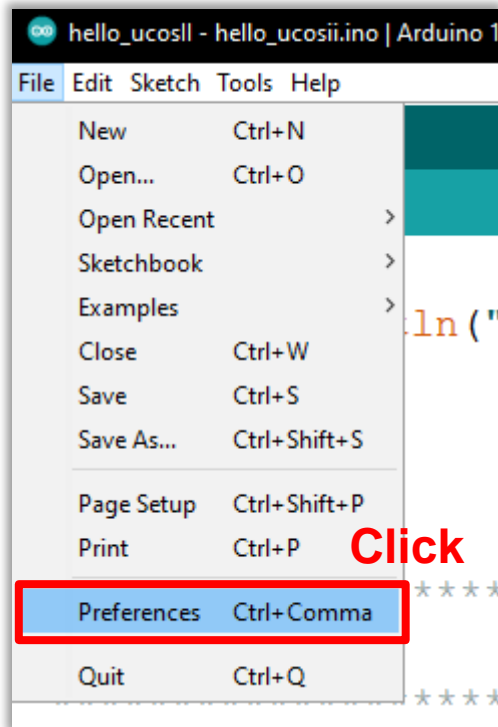 hello_ucosII - hello_ucosii.ino | Arduino 1
File Edit Sketch Tools Help
New Ctrl+N
Open... Ctrl+O
Open Recent >
Sketchbook >
Examples >
ln("
Close Ctrl+W
Save Ctrl+S
Save As... Ctrl+Shift+S
Page Setup Ctrl+Shift+P
Print Ctrl+P
Click
****
Preferences Ctrl+Comma
Quit Ctrl+Q
****